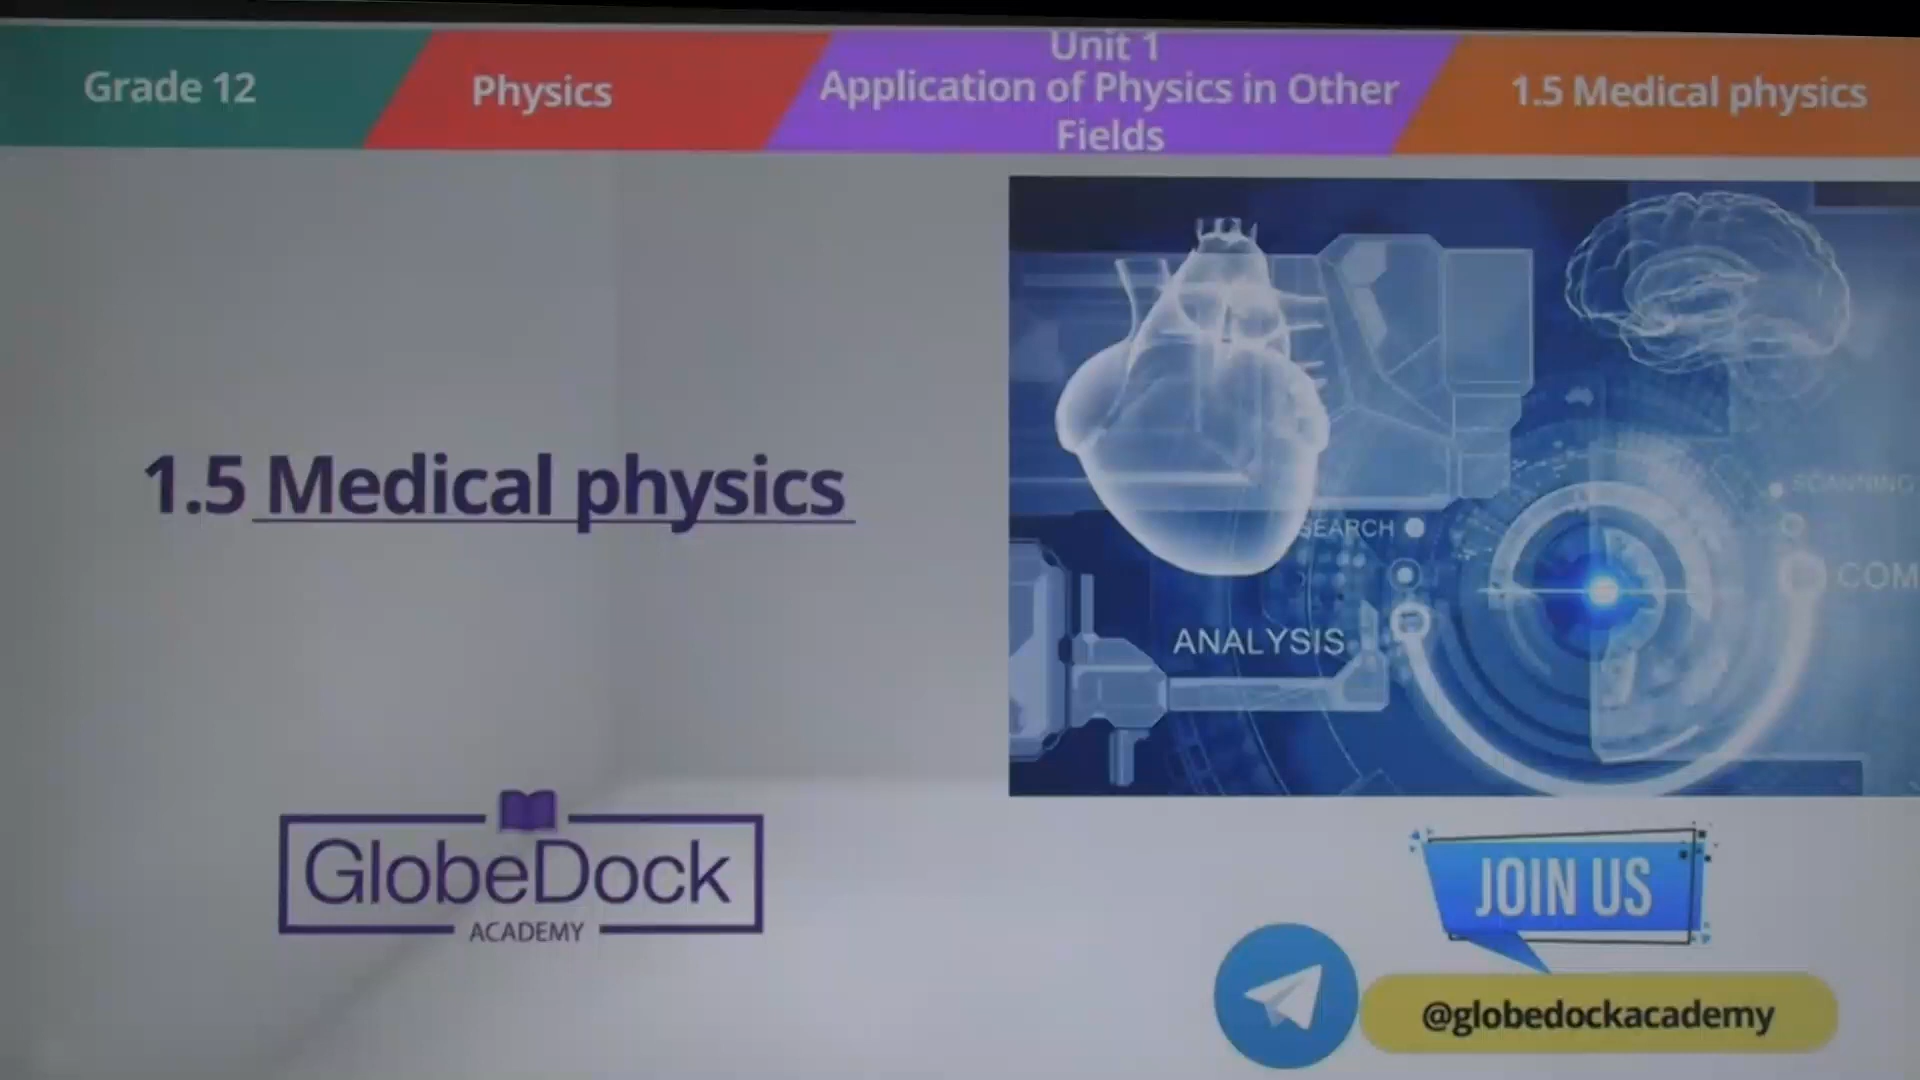 Grade 12
Physics
Unit 1
Application of Physics in Other
Fields
1.5 Medical physics
1.5 Medical physics
SEARCH
ANALYSIS
SCANNING
COM
GlobeDock
ACADEMY
JOIN US
@globedockacademy